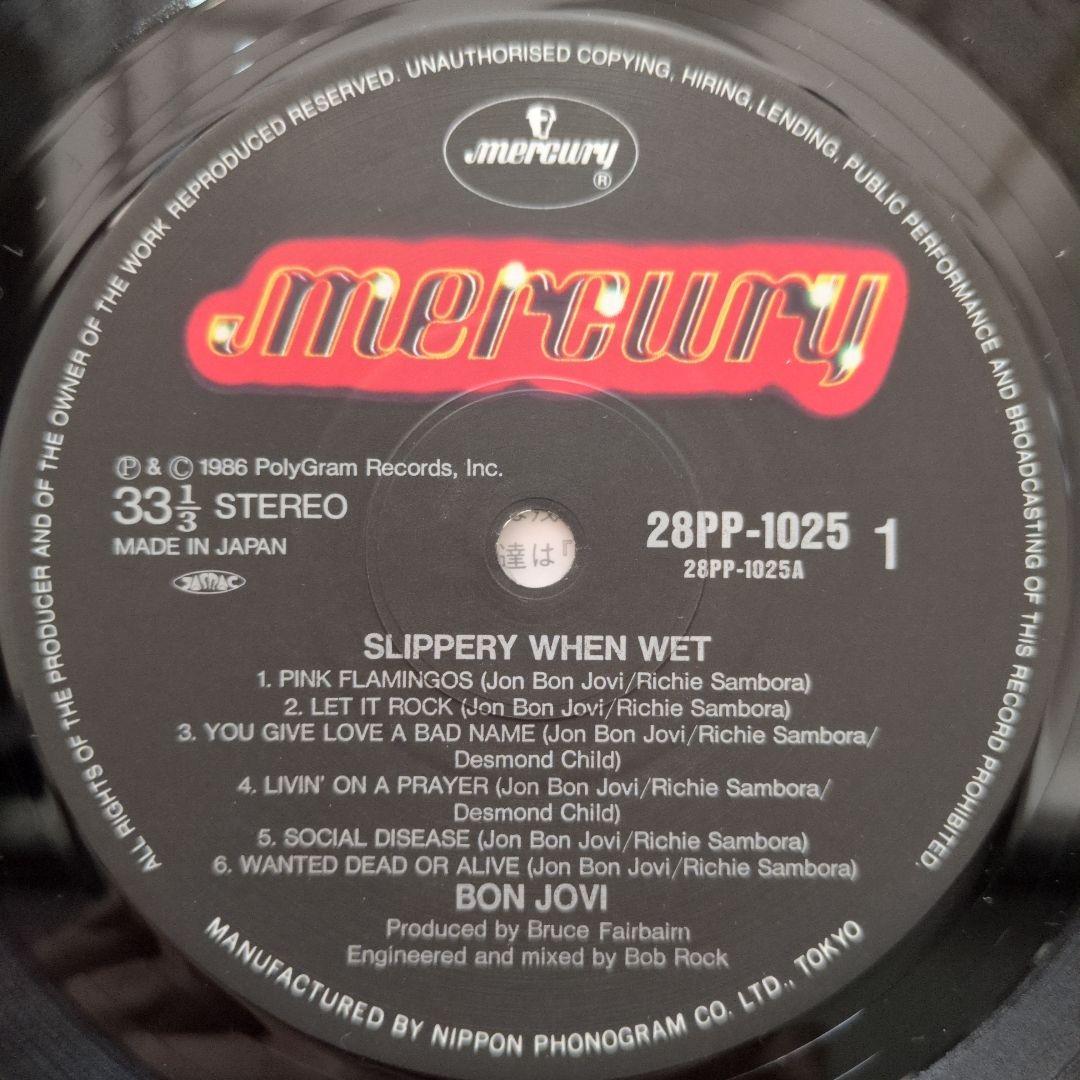 ALL RIGHTS OF THE PRODUCER AND OF THE OWNER OF THE WORK REPRODUCED RESERVED. UNAUTHORISED COPYING, HIRING, LENDING, PUBLIC PERFORMANCE AND BROADCASTING OF THIS RECORD PROHIBITED.
mercury
®
mercury
℗ & © 1986 PolyGram Records, Inc.
33 1/3 STEREO
MADE IN JAPAN
JASRAC
28PP-1025 1
28PP-1025A
達は『
SLIPPERY WHEN WET
1. PINK FLAMINGOS (Jon Bon Jovi/Richie Sambora)
2. LET IT ROCK (Jon Bon Jovi/Richie Sambora)
3. YOU GIVE LOVE A BAD NAME (Jon Bon Jovi/Richie Sambora/
Desmond Child)
4. LIVIN' ON A PRAYER (Jon Bon Jovi/Richie Sambora/
Desmond Child)
5. SOCIAL DISEASE (Jon Bon Jovi/Richie Sambora)
6. WANTED DEAD OR ALIVE (Jon Bon Jovi/Richie Sambora)
BON JOVI
Produced by Bruce Fairbairn
Engineered and mixed by Bob Rock
MANUFACTURED BY NIPPON PHONOGRAM CO. LTD., TOKYO